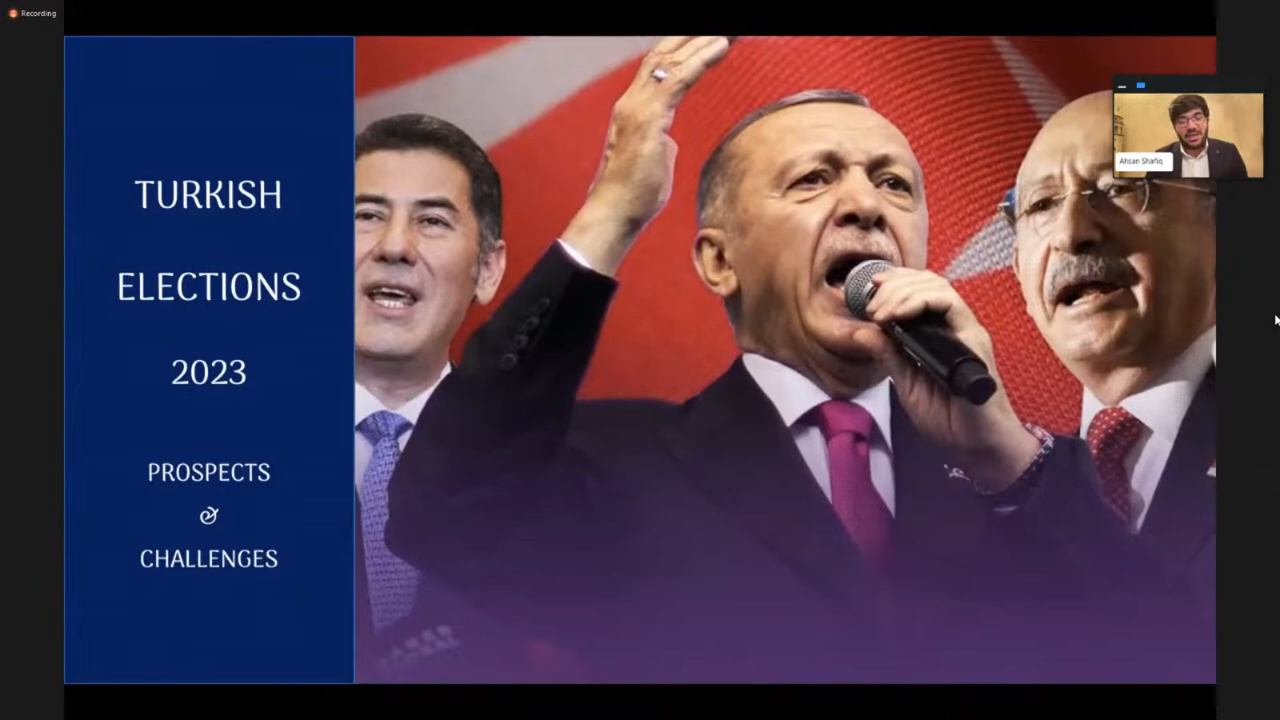 Recording
TURKISH
ELECTIONS
2023
PROSPECTS
&
CHALLENGES
Ahsan Shafiq